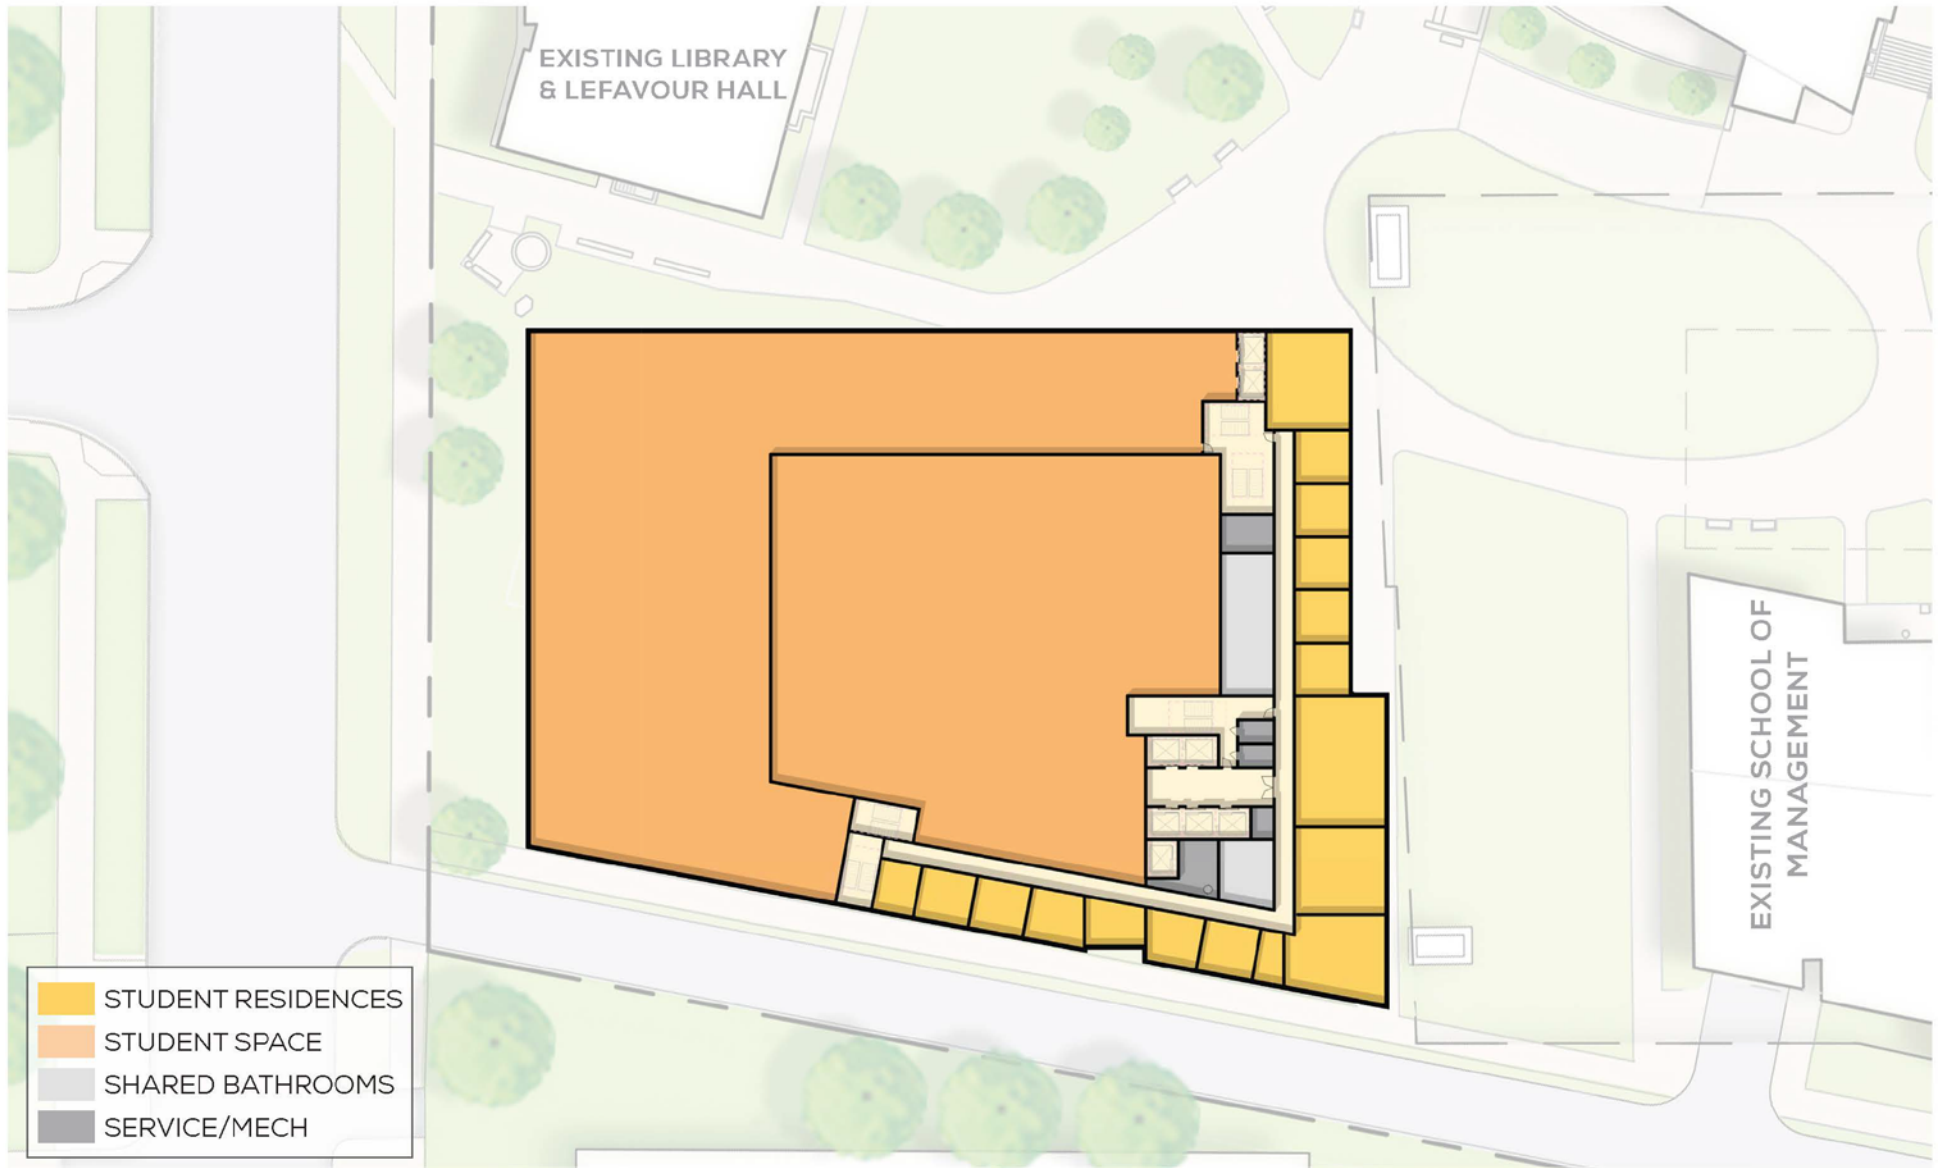 EXISTING LIBRARY
& LEFAVOUR HALL
EXISTING SCHOOL OF
MANAGEMENT
STUDENT RESIDENCES
STUDENT SPACE
SHARED BATHROOMS
SERVICE/MECH